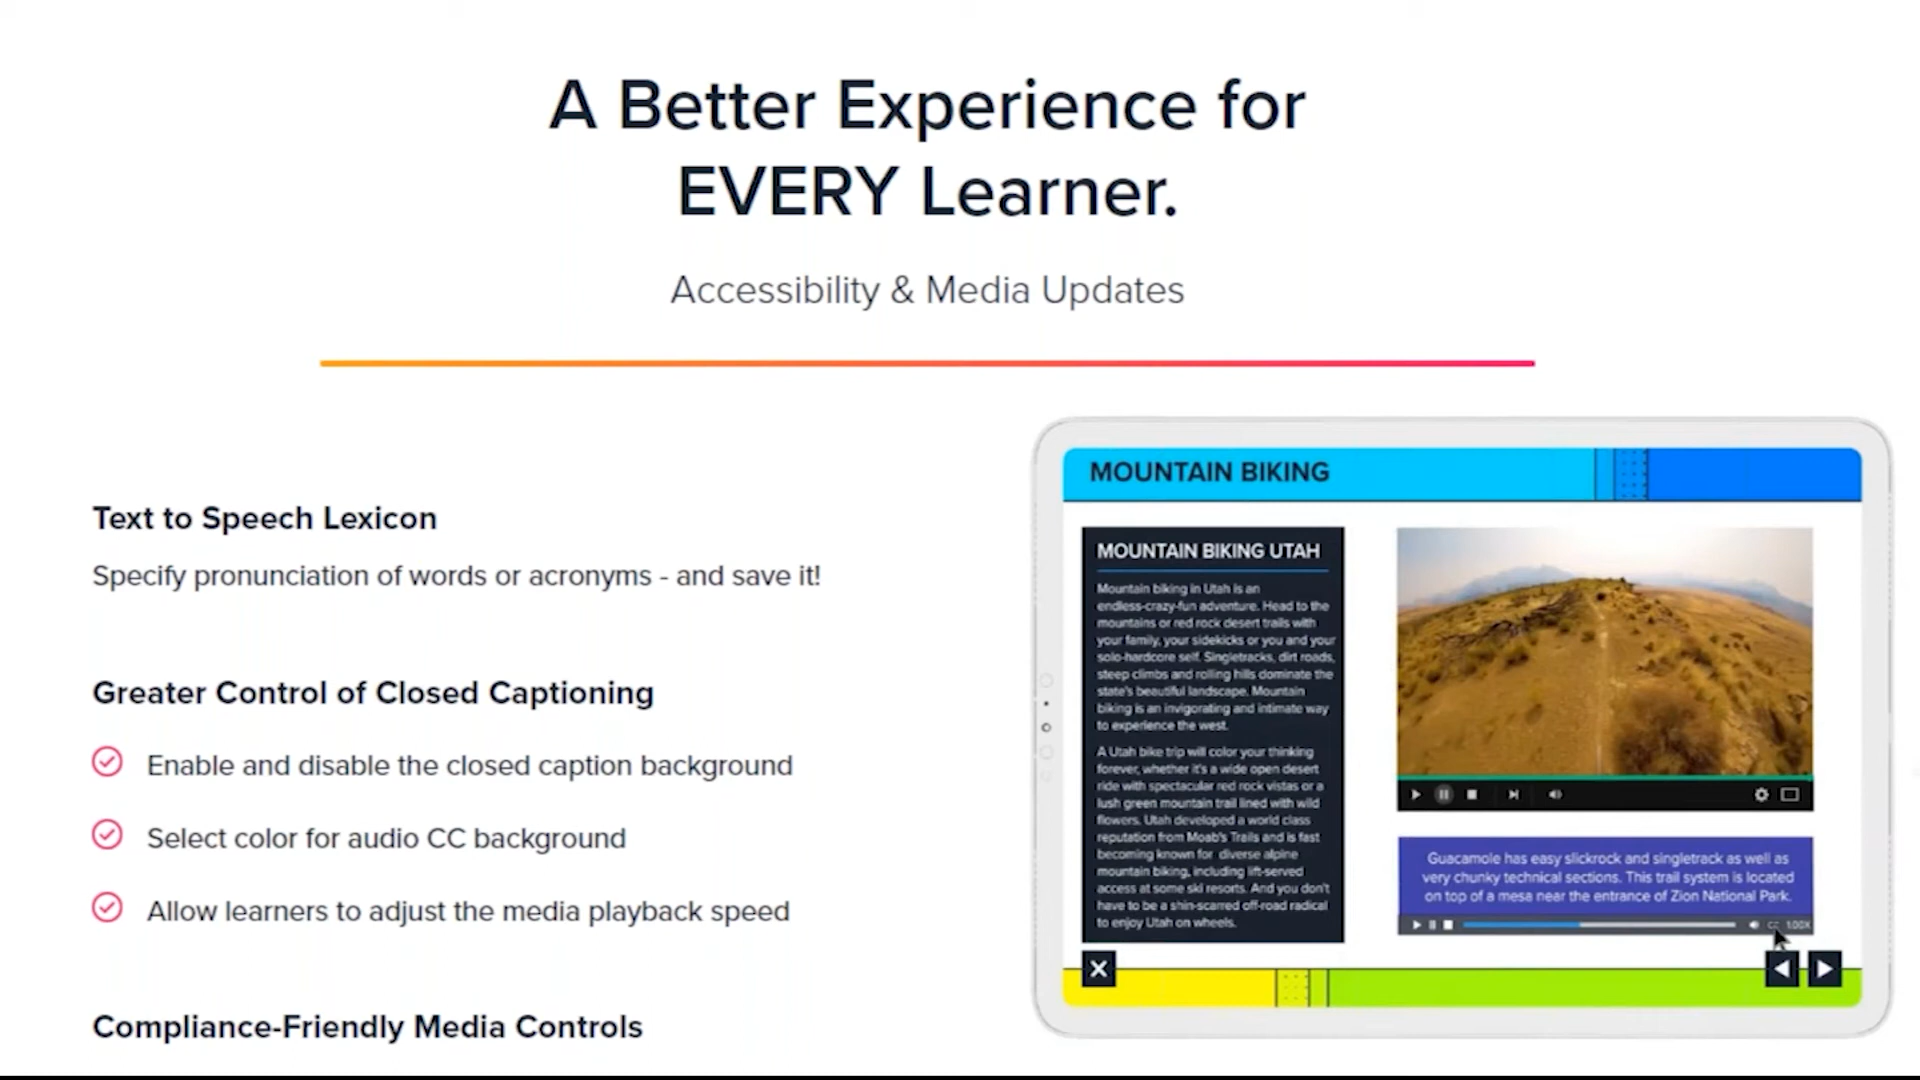 A Better Experience for
EVERY Learner.
Accessibility & Media Updates
Text to Speech Lexicon
Specify pronunciation of words or acronyms - and save it!
Greater Control of Closed Captioning
Enable and disable the closed caption background
Select color for audio CC background
Allow learners to adjust the media playback speed
Compliance-Friendly Media Controls
MOUNTAIN BIKING
MOUNTAIN BIKING UTAH
Mountain biking in Utah is an
endless-crazy-fun adventure. Head to the
mountains or red rock desert trails with
your family, your sidekicks or you and your
solo-hardcore self. Singletracks, dirt roads,
steep climbs and rolling hills dominate the
state's beautiful landscape. Mountain
biking is an invigorating and intimate way
to experience the west.
A Utah bike trip will color your thinking
forever, whether it's a wide open desert
ride with spectacular red rock vistas or a
lush green mountain trail lined with wild
flowers. Utah developed a world class
reputation from Moab's Trails and is fast
becoming known for diverse alpine
mountain biking, including lift-served
access at some ski resorts. And you don't
have to be a shin-scarred off-road radical
to enjoy Utah on wheels.
Guacamole has easy slickrock and singletrack as well as
very chunky technical sections. This trail system is located
on top of a mesa near the entrance of Zion National Park.
CC 1.00X